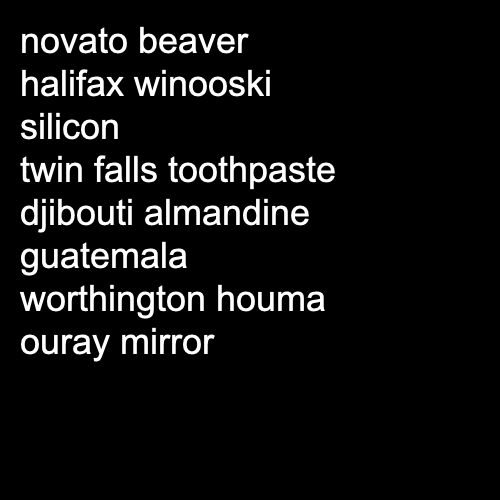 novato beaver
halifax winooski
silicon
twin falls toothpaste
djibouti almandine
guatemala
worthington houma
ouray mirror